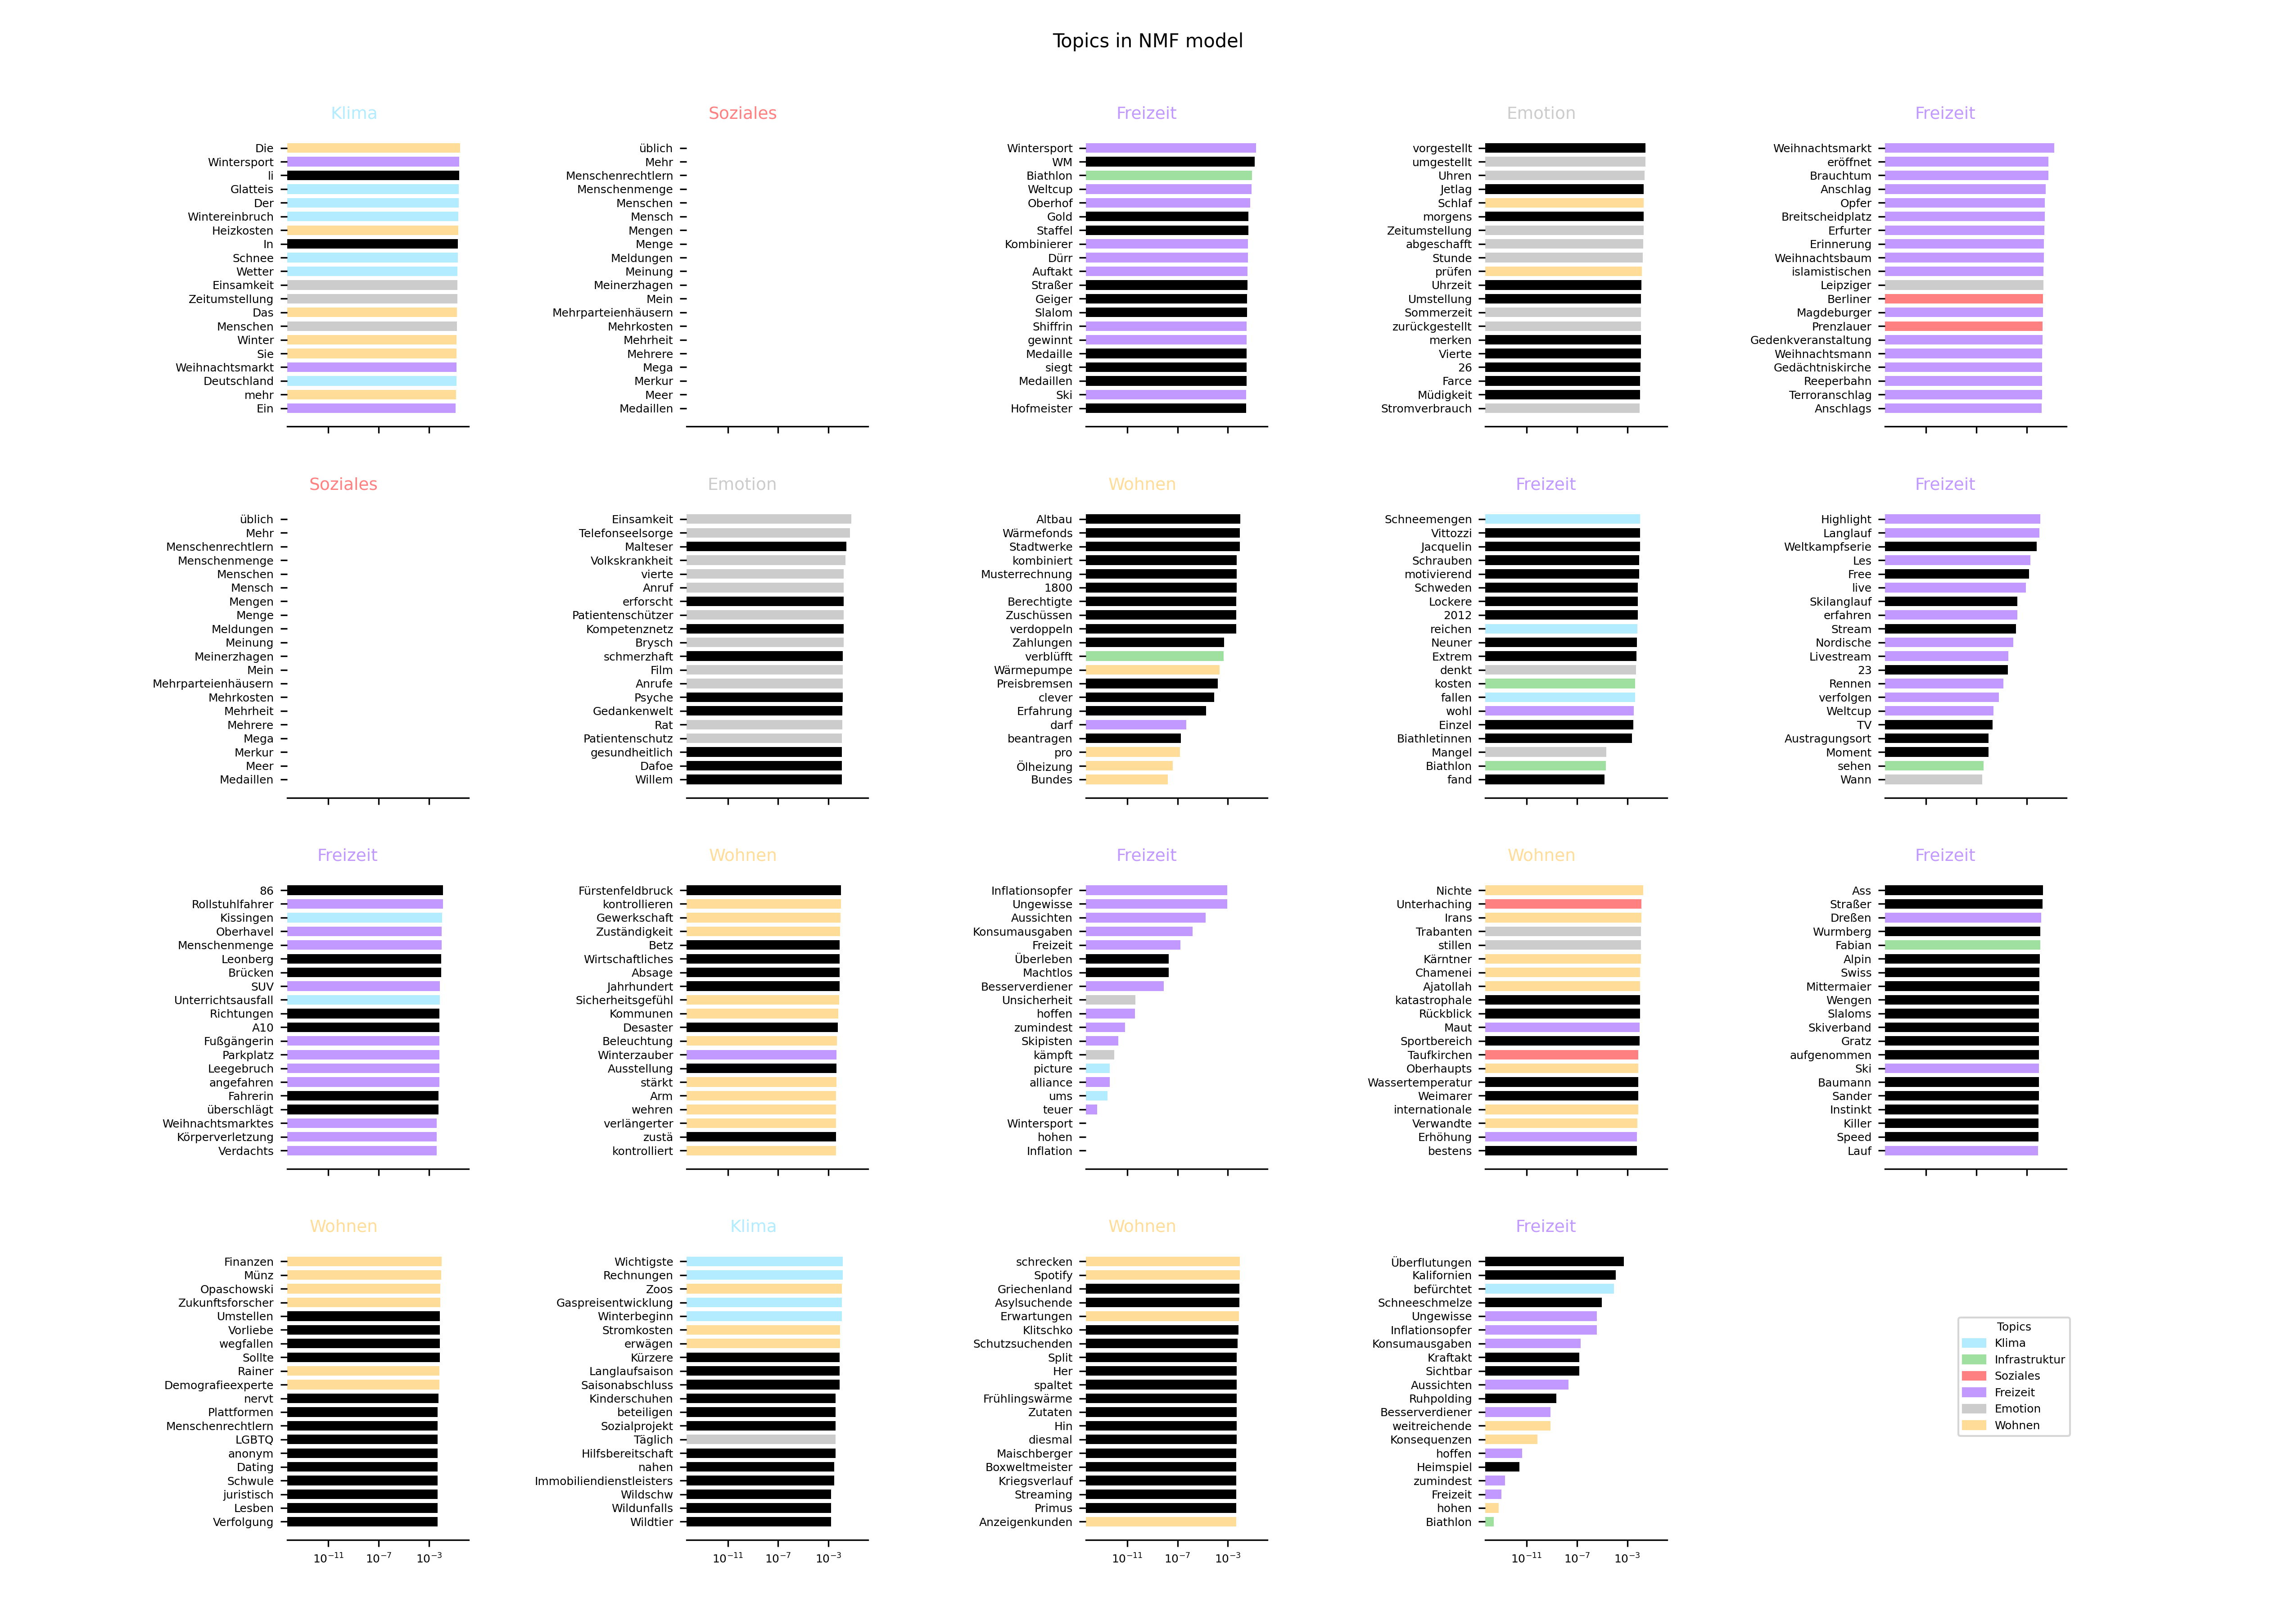 Topics in NMF model
Klima
Die
Wintersport
li
Glatteis
Der
Wintereinbruch
Heizkosten
In
Schnee
Wetter
Einsamkeit
Zeitumstellung
Das
Menschen
Winter
Sie
Weihnachtsmarkt
Deutschland
mehr
Ein
Soziales
üblich
Mehr
Menschenrechtlern
Menschenmenge
Menschen
Mensch
Mengen
Menge
Meldungen
Meinung
Meinerzhagen
Mein
Mehrparteienhäusern
Mehrkosten
Mehrheit
Mehrere
Mega
Merkur
Meer
Medaillen
Freizeit
Wintersport
WM
Biathlon
Weltcup
Oberhof
Gold
Staffel
Kombinierer
Dürr
Auftakt
Straßer
Geiger
Slalom
Shiffrin
gewinnt
Medaille
siegt
Medaillen
Ski
Hofmeister
Emotion
vorgestellt
umgestellt
Uhren
Jetlag
Schlaf
morgens
Zeitumstellung
abgeschafft
Stunde
prüfen
Uhrzeit
Umstellung
Sommerzeit
zurückgestellt
merken
Vierte
26
Farce
Müdigkeit
Stromverbrauch
Freizeit
Weihnachtsmarkt
eröffnet
Brauchtum
Anschlag
Opfer
Breitscheidplatz
Erfurter
Erinnerung
Weihnachtsbaum
islamistischen
Leipziger
Berliner
Magdeburger
Prenzlauer
Gedenkveranstaltung
Weihnachtsmann
Gedächtniskirche
Reeperbahn
Terroranschlag
Anschlags
Soziales
üblich
Mehr
Menschenrechtlern
Menschenmenge
Menschen
Mensch
Mengen
Menge
Meldungen
Meinung
Meinerzhagen
Mein
Mehrparteienhäusern
Mehrkosten
Mehrheit
Mehrere
Mega
Merkur
Meer
Medaillen
Emotion
Einsamkeit
Telefonseelsorge
Malteser
Volkskrankheit
vierte
Anruf
erforscht
Patientenschützer
Kompetenznetz
Brysch
schmerzhaft
Film
Anrufe
Psyche
Gedankenwelt
Rat
Patientenschutz
gesundheitlich
Dafoe
Willem
Wohnen
Altbau
Wärmefonds
Stadtwerke
kombiniert
Musterrechnung
1800
Berechtigte
Zuschüssen
verdoppeln
Zahlungen
verblüfft
Wärmepumpe
Preisbremsen
clever
Erfahrung
darf
beantragen
pro
Ölheizung
Bundes
Freizeit
Schneemengen
Vittozzi
Jacquelin
Schrauben
motivierend
Schweden
Lockere
2012
reichen
Neuner
Extrem
denkt
kosten
fallen
wohl
Einzel
Biathletinnen
Mangel
Biathlon
fand
Freizeit
Highlight
Langlauf
Weltkampfserie
Les
Free
live
Skilanglauf
erfahren
Stream
Nordische
Livestream
23
Rennen
verfolgen
Weltcup
TV
Austragungsort
Moment
sehen
Wann
Freizeit
86
Rollstuhlfahrer
Kissingen
Oberhavel
Menschenmenge
Leonberg
Brücken
SUV
Unterrichtsausfall
Richtungen
A10
Fußgängerin
Parkplatz
Leegebruch
angefahren
Fahrerin
überschlägt
Weihnachtsmarktes
Körperverletzung
Verdachts
Wohnen
Fürstenfeldbruck
kontrollieren
Gewerkschaft
Zuständigkeit
Betz
Wirtschaftliches
Absage
Jahrhundert
Sicherheitsgefühl
Kommunen
Desaster
Beleuchtung
Winterzauber
Ausstellung
stärkt
Arm
wehren
verlängerter
zustä
kontrolliert
Freizeit
Inflationsopfer
Ungewisse
Aussichten
Konsumausgaben
Freizeit
Überleben
Machtlos
Besserverdiener
Unsicherheit
hoffen
zumindest
Skipisten
kämpft
picture
alliance
ums
teuer
Wintersport
hohen
Inflation
Wohnen
Nichte
Unterhaching
Irans
Trabanten
stillen
Kärntner
Chamenei
Ajatollah
katastrophale
Rückblick
Maut
Sportbereich
Taufkirchen
Oberhaupts
Wassertemperatur
Weimarer
internationale
Verwandte
Erhöhung
bestens
Freizeit
Ass
Straßer
Dreßen
Wurmberg
Fabian
Alpin
Swiss
Mittermaier
Wengen
Slaloms
Skiverband
Gratz
aufgenommen
Ski
Baumann
Sander
Instinkt
Killer
Speed
Lauf
Wohnen
Finanzen
Münz
Opaschowski
Zukunftsforscher
Umstellen
Vorliebe
wegfallen
Sollte
Rainer
Demografieexperte
nervt
Plattformen
Menschenrechtlern
LGBTQ
anonym
Dating
Schwule
juristisch
Lesben
Verfolgung
10⁻¹¹ 10⁻⁷ 10⁻³
Klima
Wichtigste
Rechnungen
Zoos
Gaspreisentwicklung
Winterbeginn
Stromkosten
erwägen
Kürzere
Langlaufsaison
Saisonabschluss
Kinderschuhen
beteiligen
Sozialprojekt
Täglich
Hilfsbereitschaft
nahen
Immobiliendienstleisters
Wildschw
Wildunfalls
Wildtier
10⁻¹¹ 10⁻⁷ 10⁻³
Wohnen
schrecken
Spotify
Griechenland
Asylsuchende
Erwartungen
Klitschko
Schutzsuchenden
Split
Her
spaltet
Frühlingswärme
Zutaten
Hin
diesmal
Maischberger
Boxweltmeister
Kriegsverlauf
Streaming
Primus
Anzeigenkunden
10⁻¹¹ 10⁻⁷ 10⁻³
Freizeit
Überflutungen
Kalifornien
befürchtet
Schneeschmelze
Ungewisse
Inflationsopfer
Konsumausgaben
Kraftakt
Sichtbar
Aussichten
Ruhpolding
Besserverdiener
weitreichende
Konsequenzen
hoffen
Heimspiel
zumindest
Freizeit
hohen
Biathlon
10⁻¹¹ 10⁻⁷ 10⁻³
Topics
Klima
Infrastruktur
Soziales
Freizeit
Emotion
Wohnen